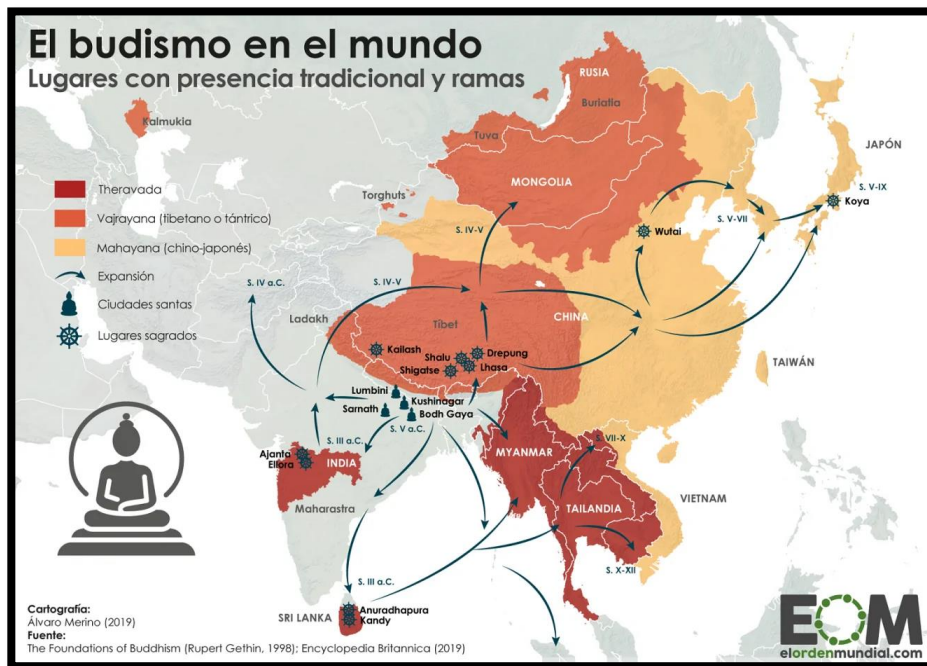 El budismo en el mundo
Lugares con presencia tradicional y ramas
Theravada
Vajrayana (tibetano o tántrico)
Mahayana (chino-japonés)
Expansión
Ciudades santas
Lugares sagrados
Kalmukia
RUSIA
Buriatia
Tuva
MONGOLIA
Torghuts
JAPÓN
S. V-IX
Koya
S. V-VII
Wutai
S. IV-V
S. IV a.C.
S. IV-V
Ladakh
Tíbet
CHINA
Kailash
Shalu
Drepung
Shigatse
Lhasa
TAIWÁN
Lumbini
Kushinagar
Sarnath
Bodh Gaya
S. V a.C.
S. III a.C.
Ajanta
Ellora
INDIA
Maharastra
MYANMAR
S. VII-X
TAILANDIA
VIETNAM
S. X-XII
S. III a.C.
SRI LANKA
Anuradhapura
Kandy
Cartografía:
Álvaro Merino (2019)
Fuente:
The Foundations of Buddhism (Rupert Gethin, 1998); Encyclopedia Britannica (2019)
EOM
elordenmundial.com